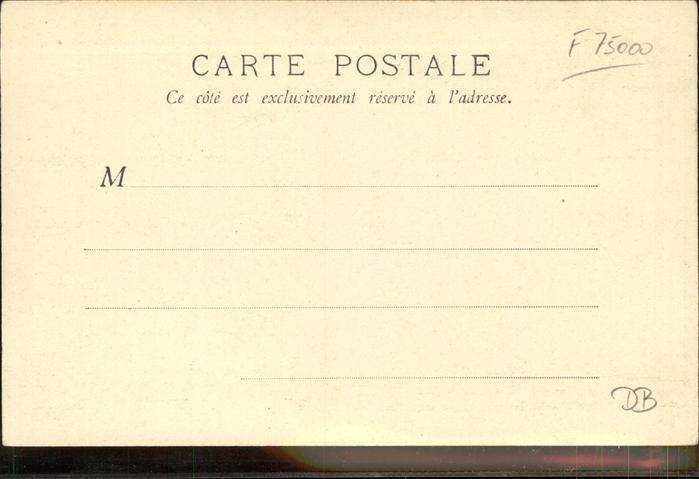 F 75000
CARTE POSTALE
Ce côté est exclusivement réservé à l'adresse.
M
DB